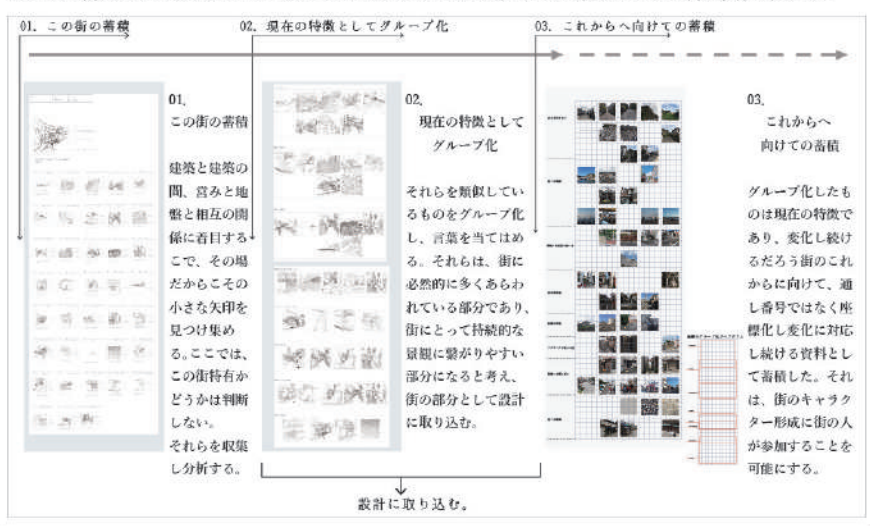 01. この街の蓄積
02. 現在の特徴としてグループ化
03. これからへ向けての蓄積
01.
この街の蓄積
建築と建築の
間、営みと地
盤と相互の関
係に着目する
こで、その場
だからこその
小さな矢印を
見つけ集め
る。ここでは、
この街特有か
どうかは判断
しない。
それらを収集
し分析する。
02.
現在の特徴として
グループ化
それらを類似してい
るものをグループ化
し、言葉を当てはめ
る。それらは、街に
必然的に多くあらわ
れている部分であり、
街にとって持続的な
景観に繋がりやすい
部分になると考え、
街の部分として設計
に取り込む。
03.
これからへ
向けての蓄積
グループ化したも
のは現在の特徴で
あり、変化し続け
るだろう街のこれ
からに向けて、通
し番号ではなく座
標化し変化に対応
し続ける資料とし
て蓄積した。それ
は、街のキャラク
ター形成に街の人
が参加することを
可能にする。
設計に取り込む。